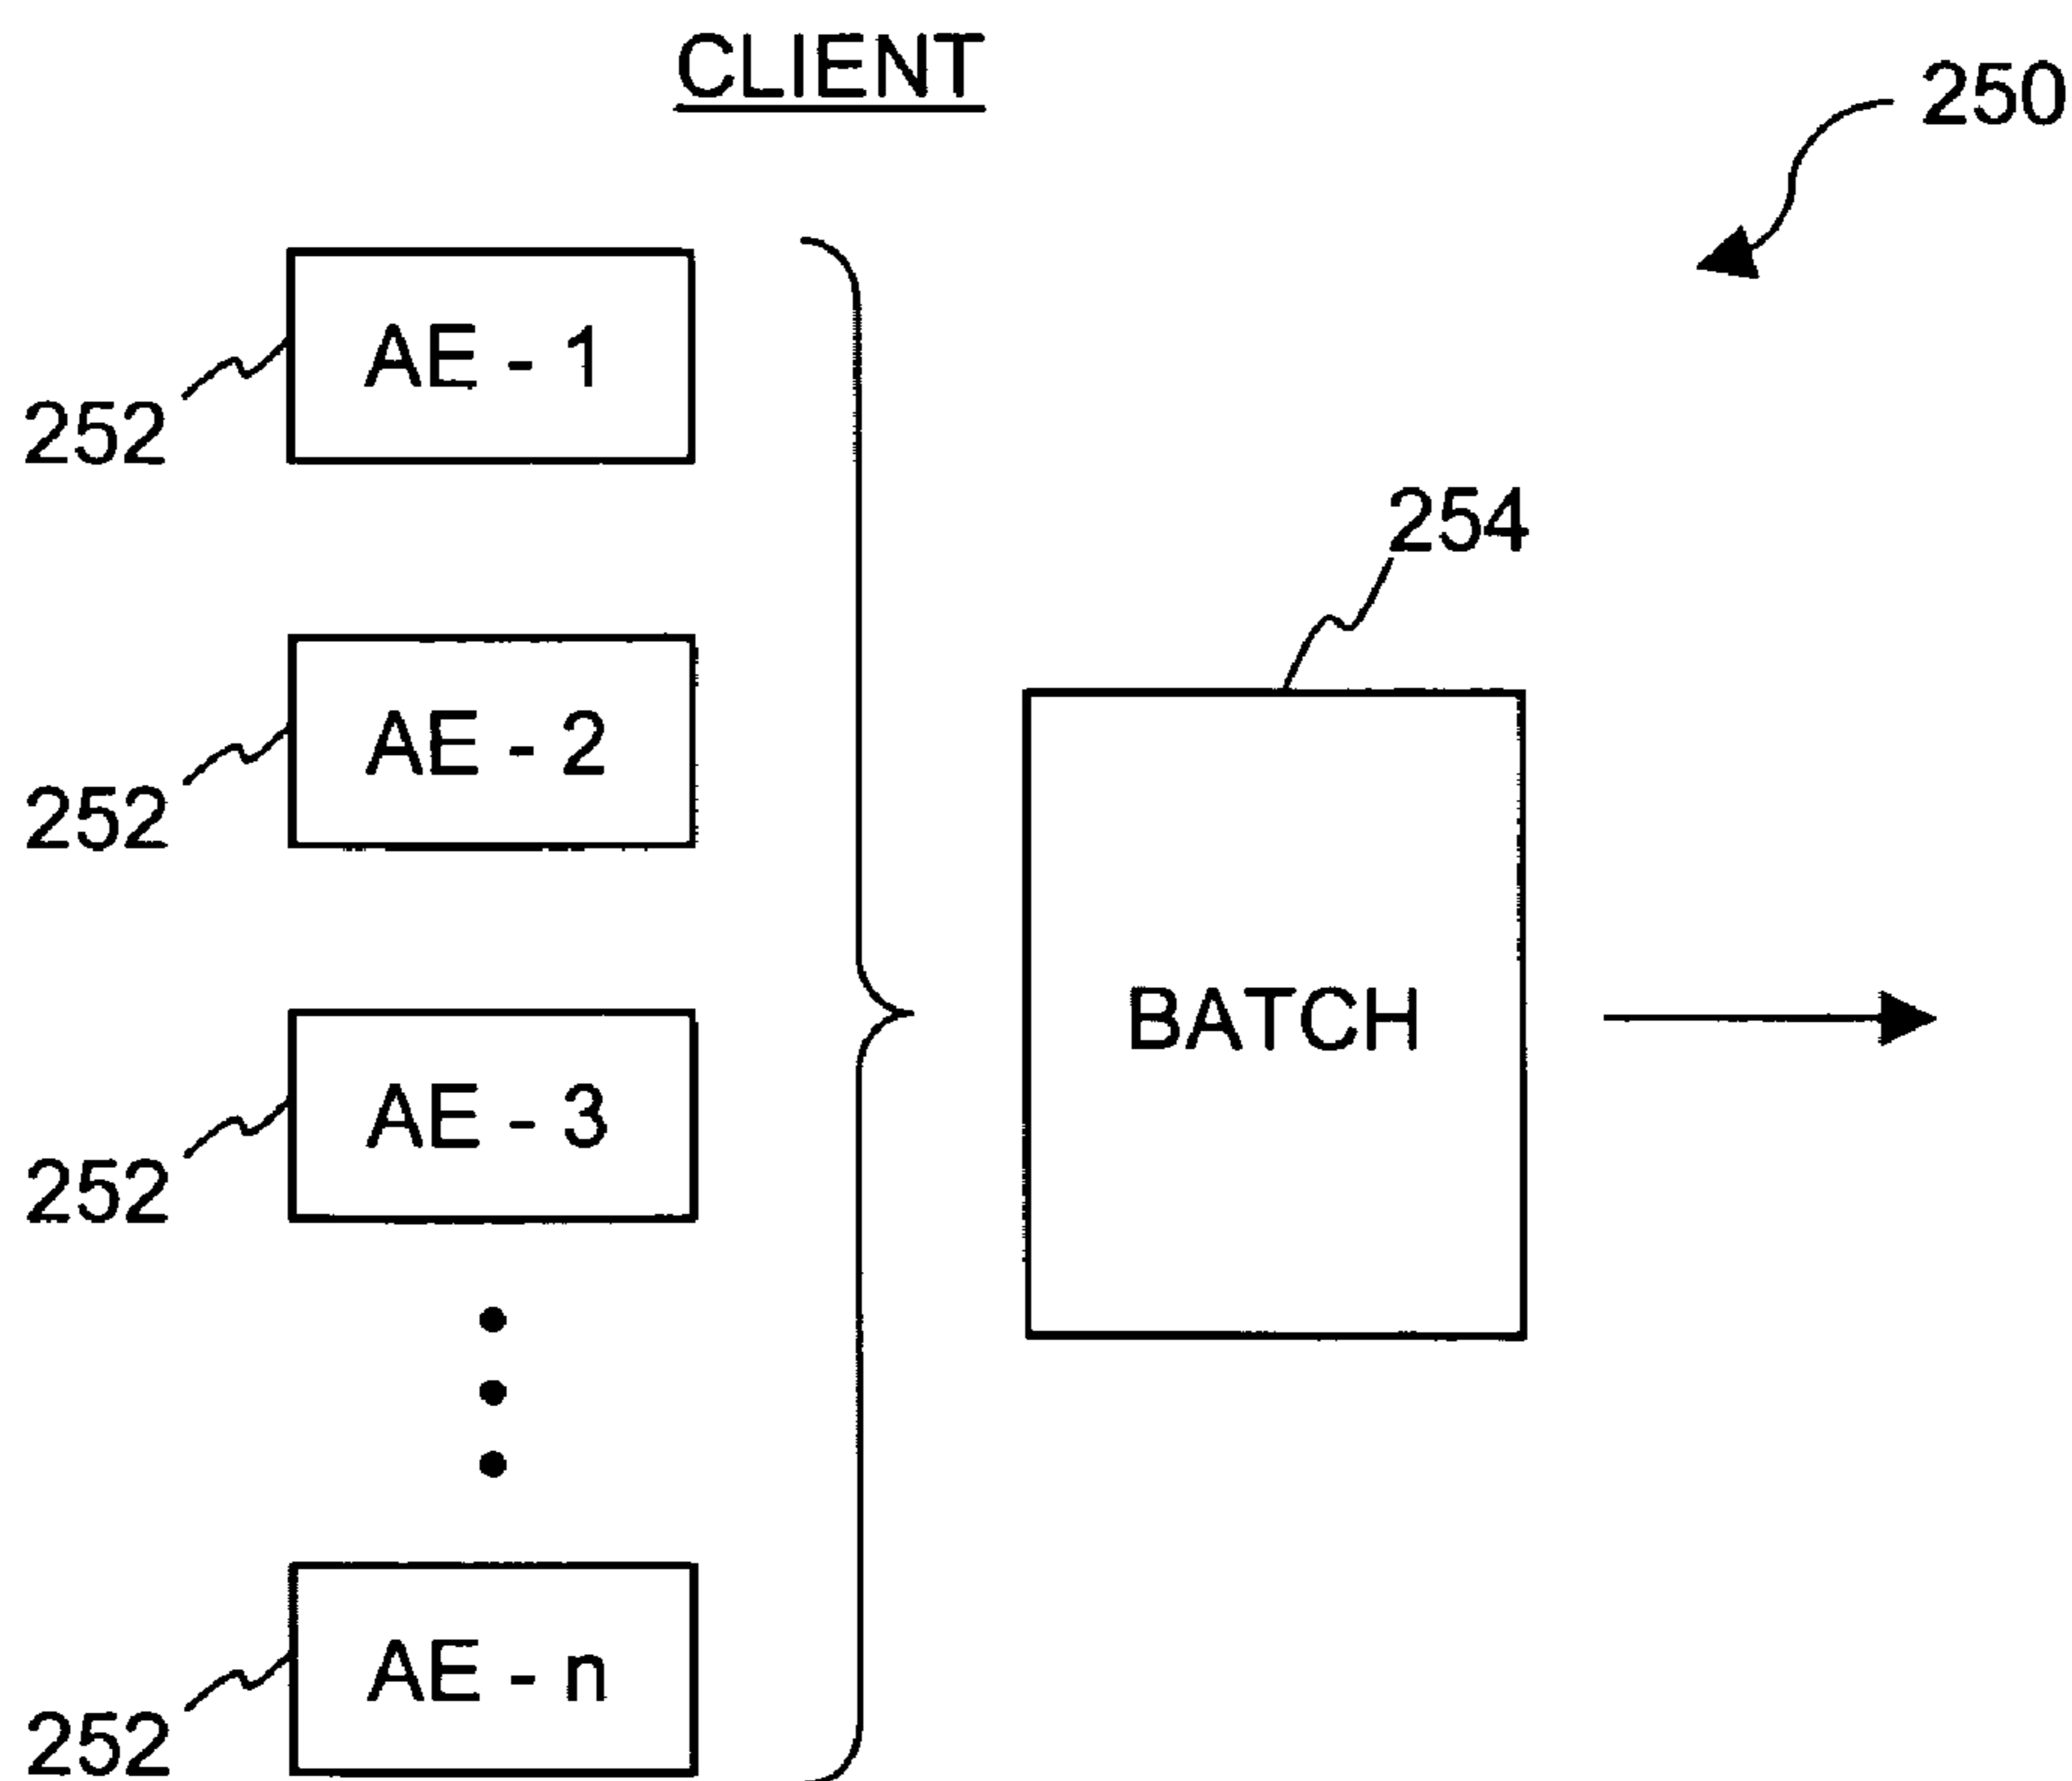 CLIENT
250
AE - 1
252
254
AE - 2
252
BATCH
AE - 3
252
AE - n
252